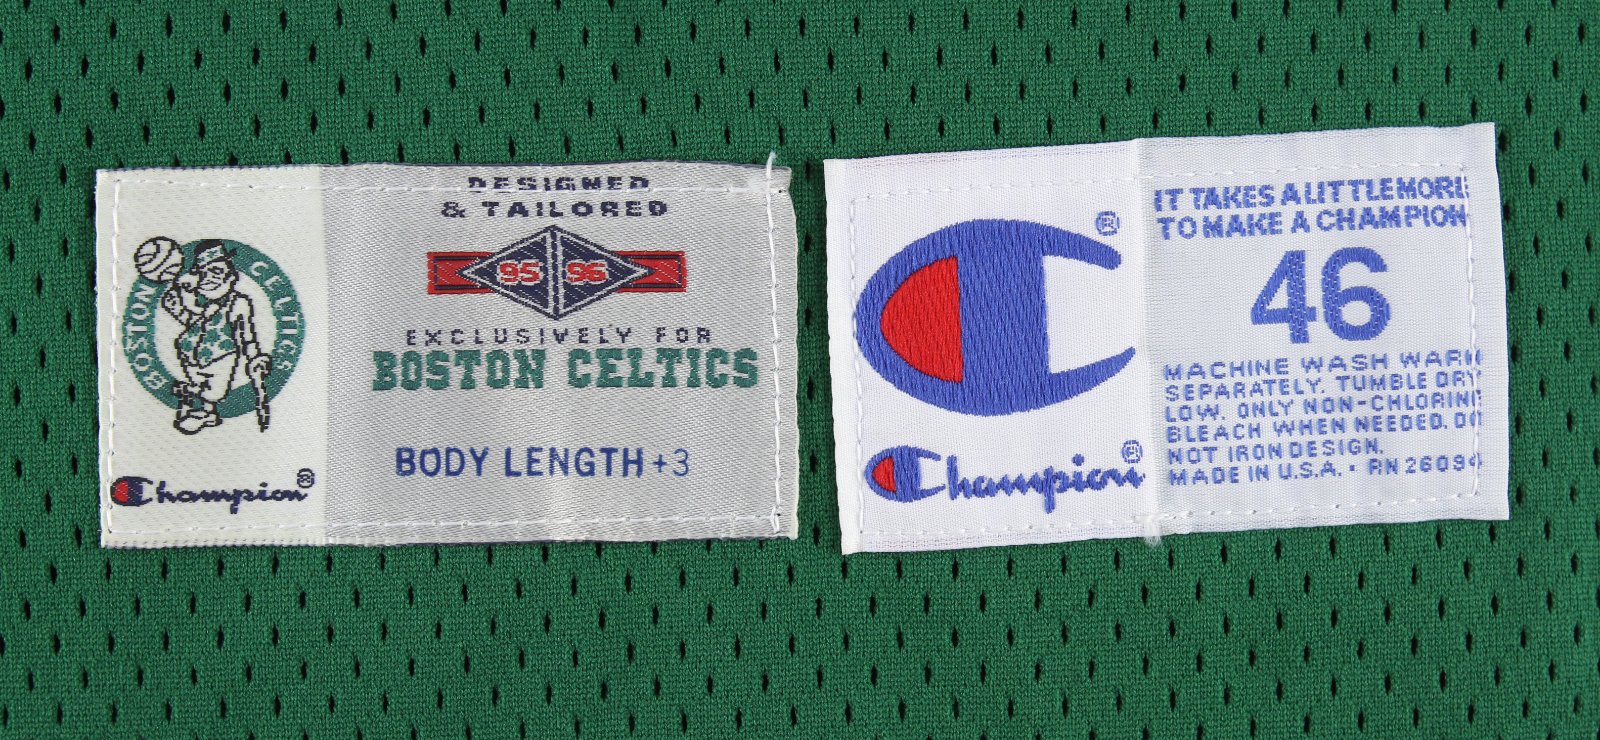 BOSTON CELTICS
Champion®
DESIGNED
& TAILORED
95 96
EXCLUSIVELY FOR
BOSTON CELTICS
BODY LENGTH +3
®
Champion®
IT TAKES A LITTLE MORE
TO MAKE A CHAMPION
46
MACHINE WASH WARM
SEPARATELY. TUMBLE DRY
LOW. ONLY NON-CHLORINE
BLEACH WHEN NEEDED. DO
NOT IRON DESIGN.
MADE IN U.S.A. • RN 26094